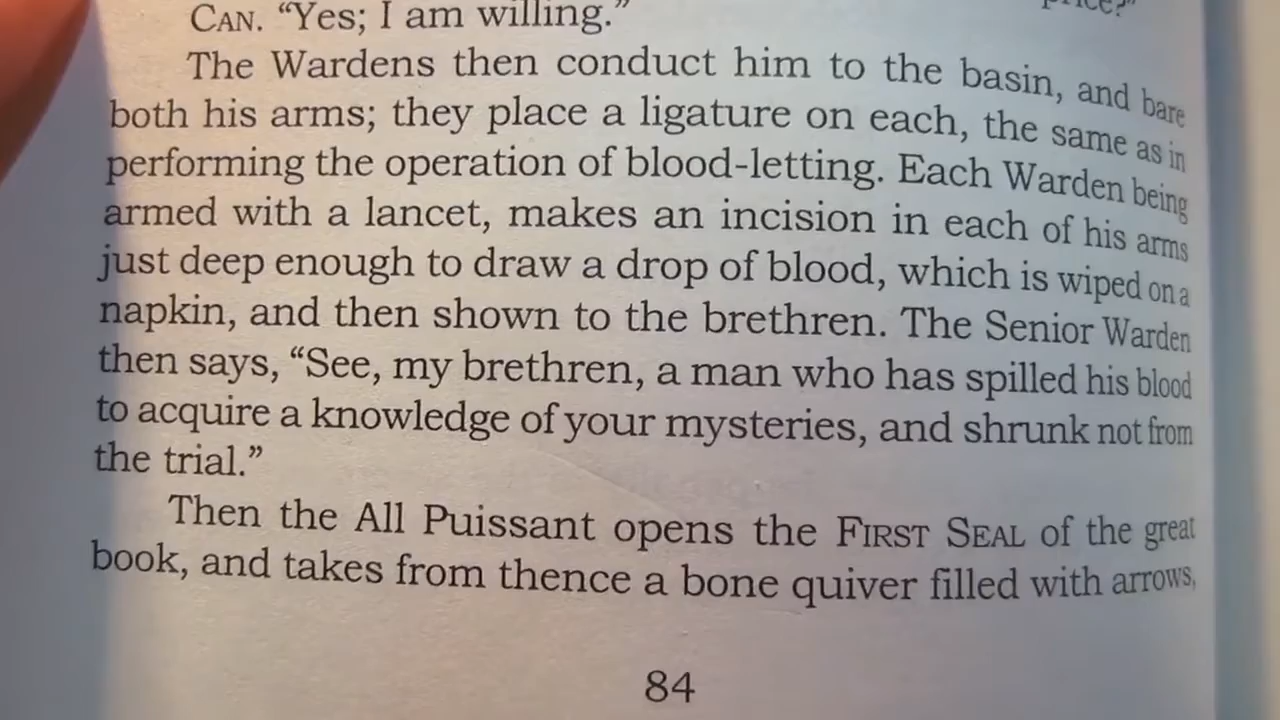 price?"
CAN. “Yes; I am willing.”
The Wardens then conduct him to the basin, and bare
both his arms; they place a ligature on each, the same as in
performing the operation of blood-letting. Each Warden being
armed with a lancet, makes an incision in each of his arms
just deep enough to draw a drop of blood, which is wiped on a
napkin, and then shown to the brethren. The Senior Warden
then says, “See, my brethren, a man who has spilled his blood
to acquire a knowledge of your mysteries, and shrunk not from
the trial.”
Then the All Puissant opens the FIRST SEAL of the great
book, and takes from thence a bone quiver filled with arrows,
84